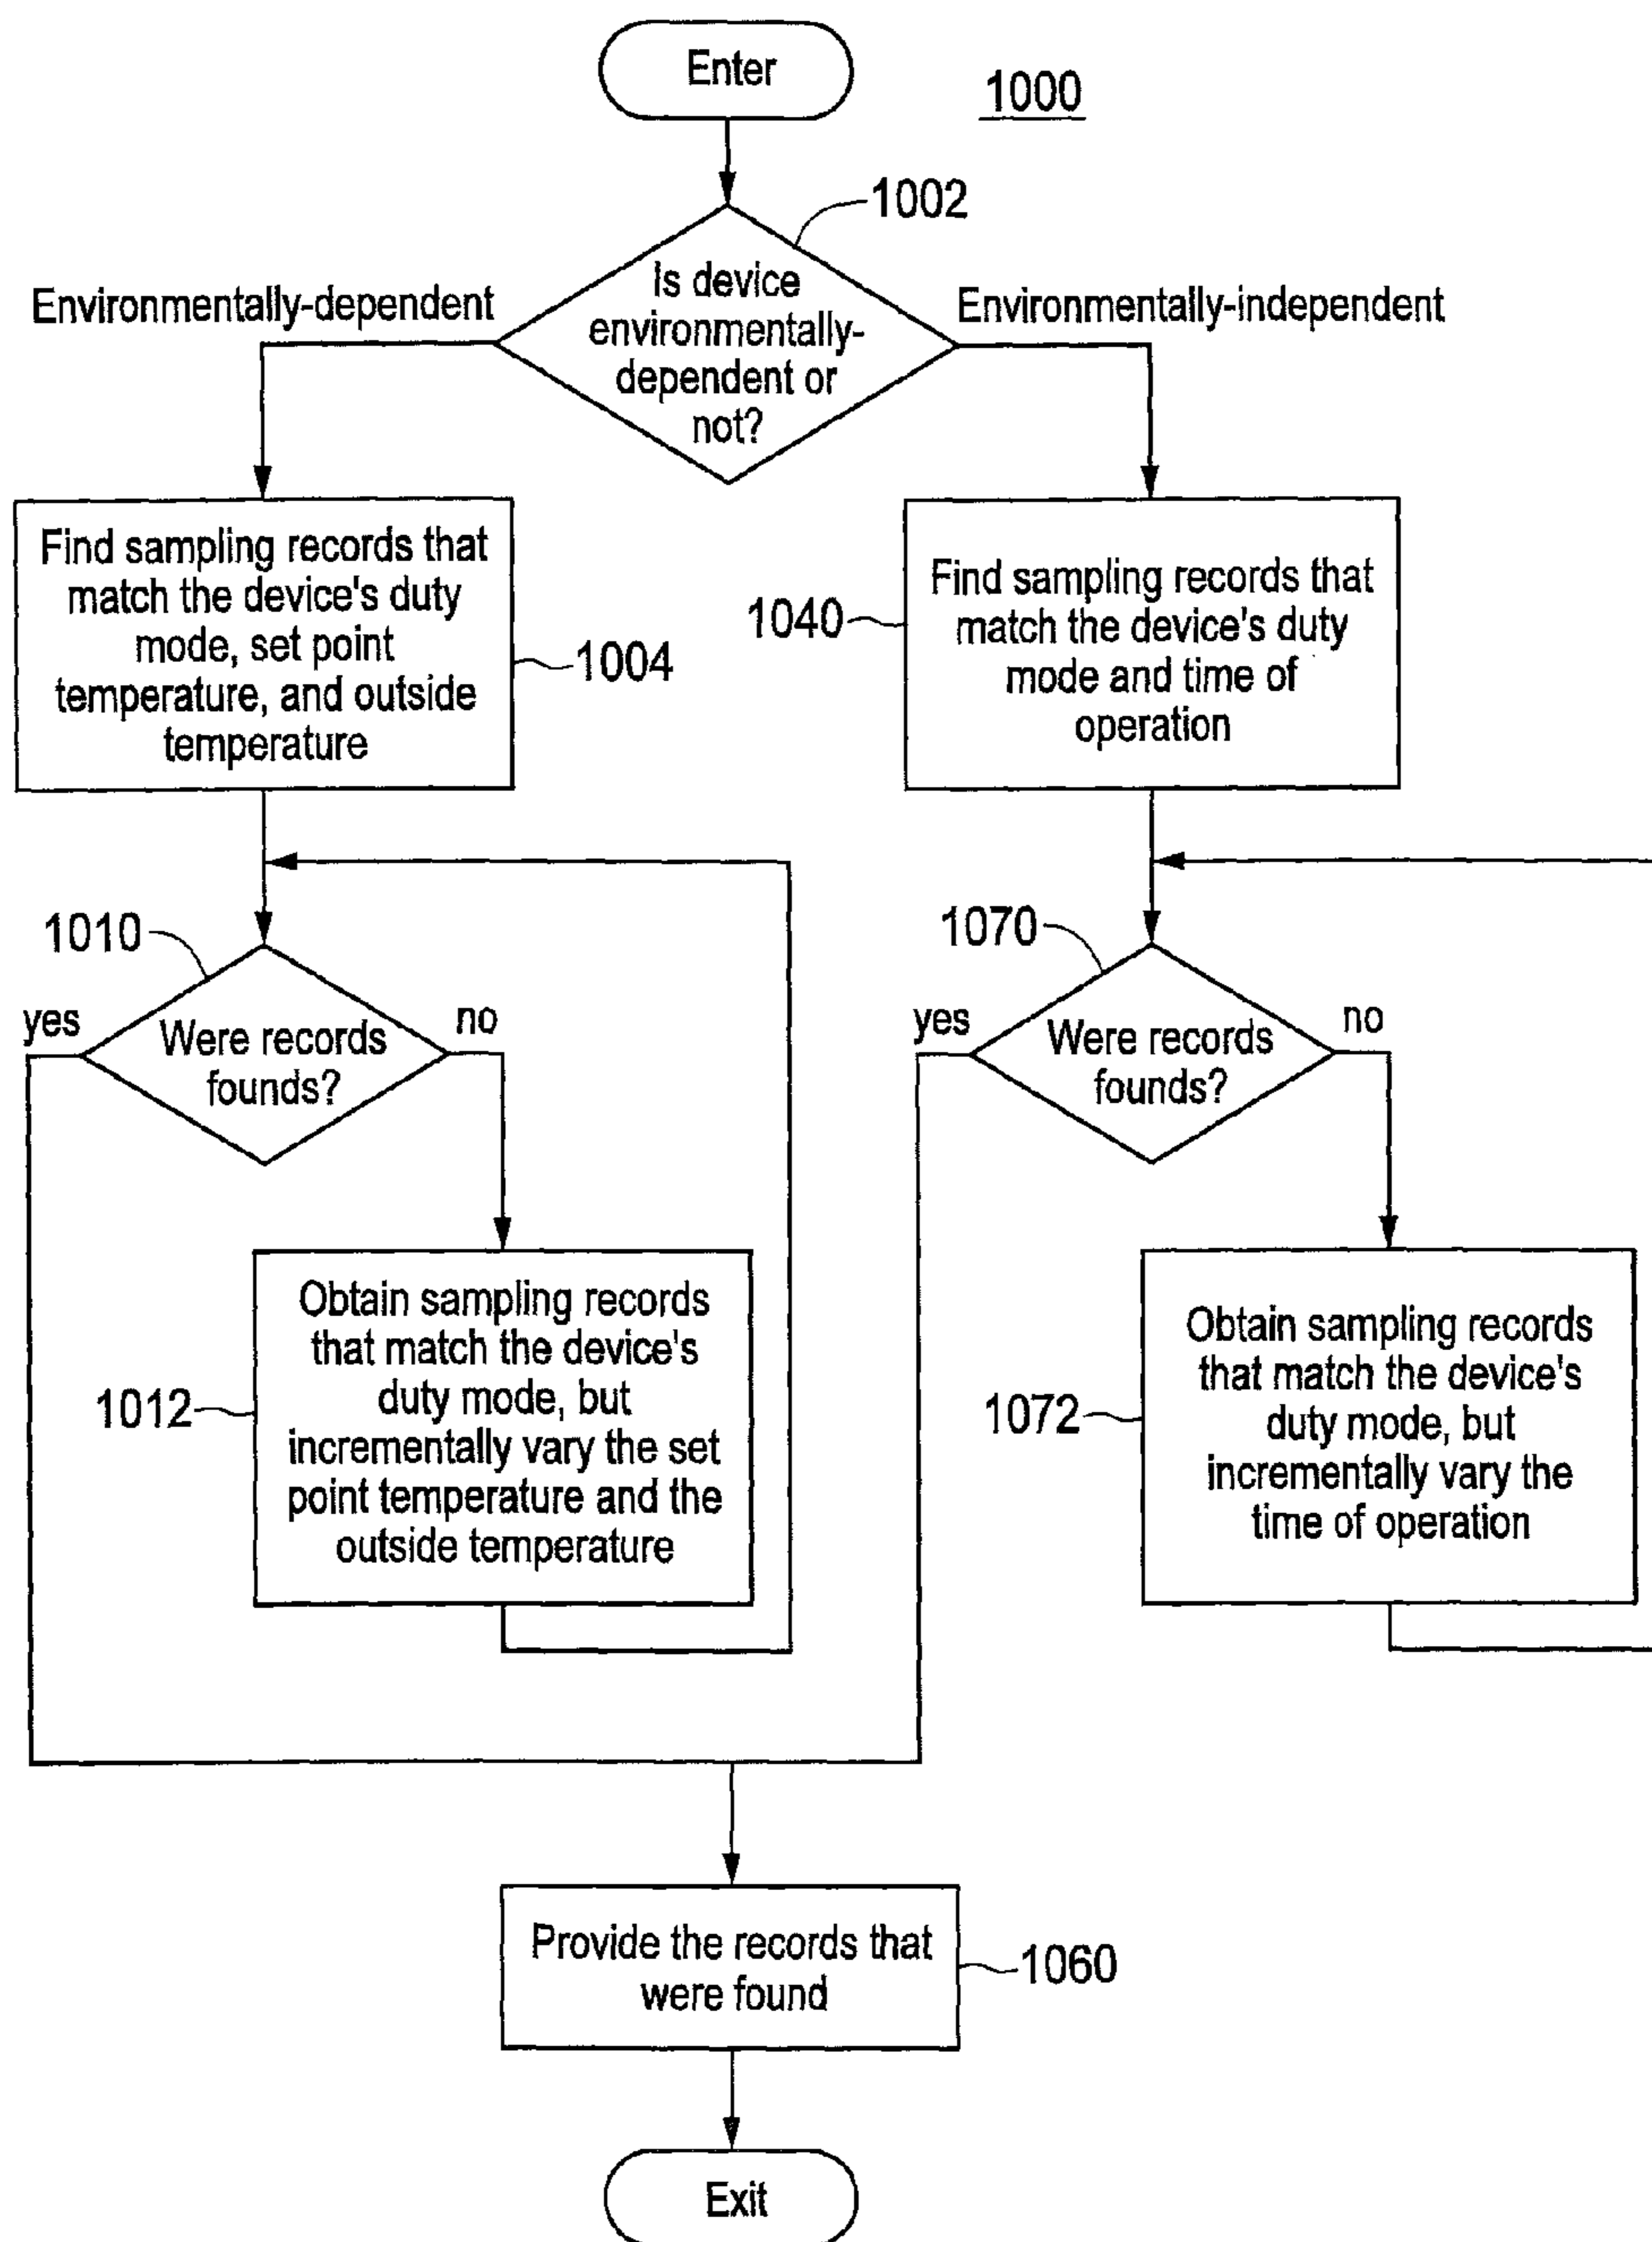 Enter
1000
1002
Is device
environmentally-
dependent or
not?
Environmentally-dependent
Environmentally-independent
Find sampling records that
match the device's duty
mode, set point
temperature, and outside
temperature
1004
1040
Find sampling records that
match the device's duty
mode and time of
operation
1010
yes
Were records
founds?
no
1070
yes
Were records
founds?
no
1012
Obtain sampling records
that match the device's
duty mode, but
incrementally vary the set
point temperature and the
outside temperature
1072
Obtain sampling records
that match the device's
duty mode, but
incrementally vary the
time of operation
Provide the records that
were found
1060
Exit